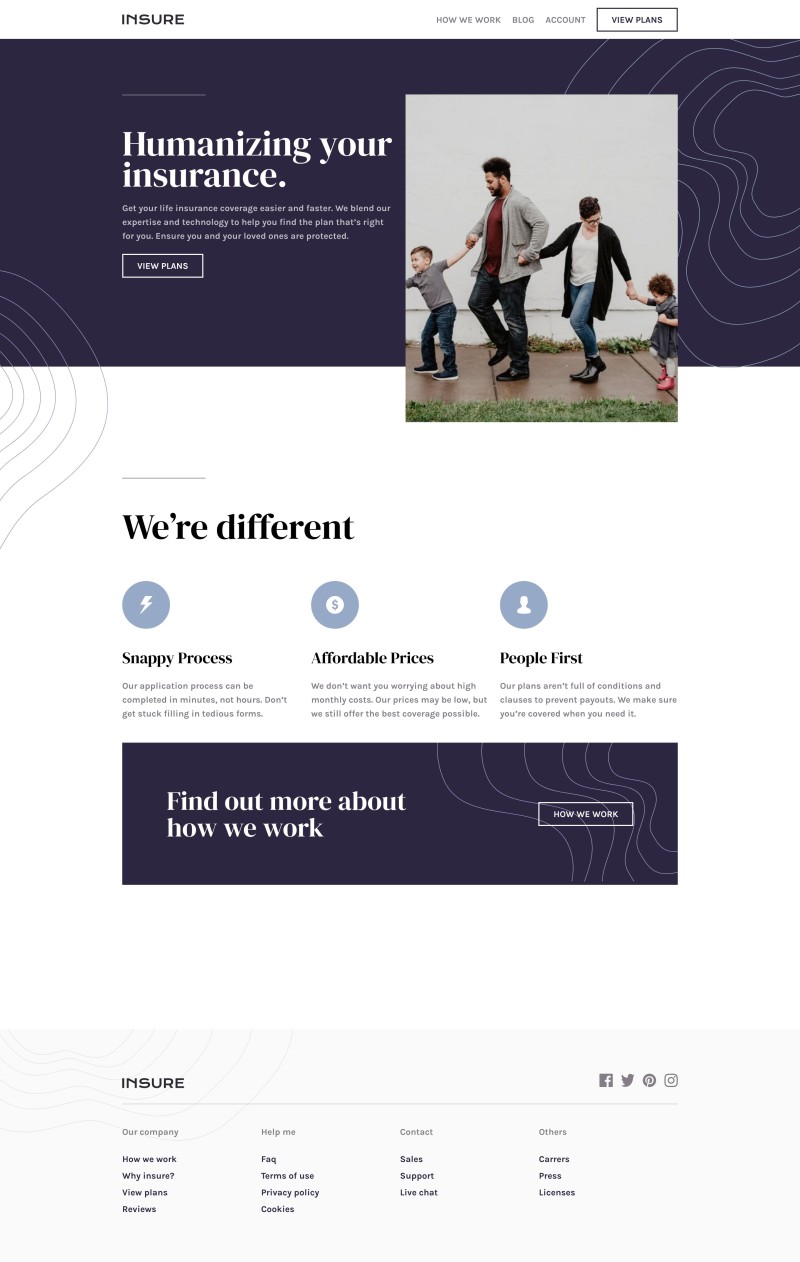 INSURE
HOW WE WORK BLOG ACCOUNT VIEW PLANS
Humanizing your
insurance.
Get your life insurance coverage easier and faster. We blend our
expertise and technology to help you find the plan that’s right
for you. Ensure you and your loved ones are protected.
VIEW PLANS
We’re different
Snappy Process
Our application process can be
completed in minutes, not hours. Don’t
get stuck filling in tedious forms.
Affordable Prices
We don’t want you worrying about high
monthly costs. Our prices may be low, but
we still offer the best coverage possible.
People First
Our plans aren’t full of conditions and
clauses to prevent payouts. We make sure
you’re covered when you need it.
Find out more about
how we work
HOW WE WORK
INSURE
Our company
How we work
Why insure?
View plans
Reviews
Help me
Faq
Terms of use
Privacy policy
Cookies
Contact
Sales
Support
Live chat
Others
Carrers
Press
Licenses